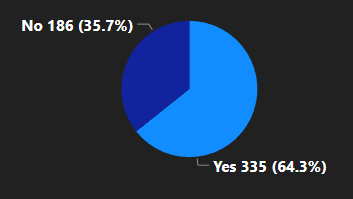 No 186 (35.7%)
Yes 335 (64.3%)